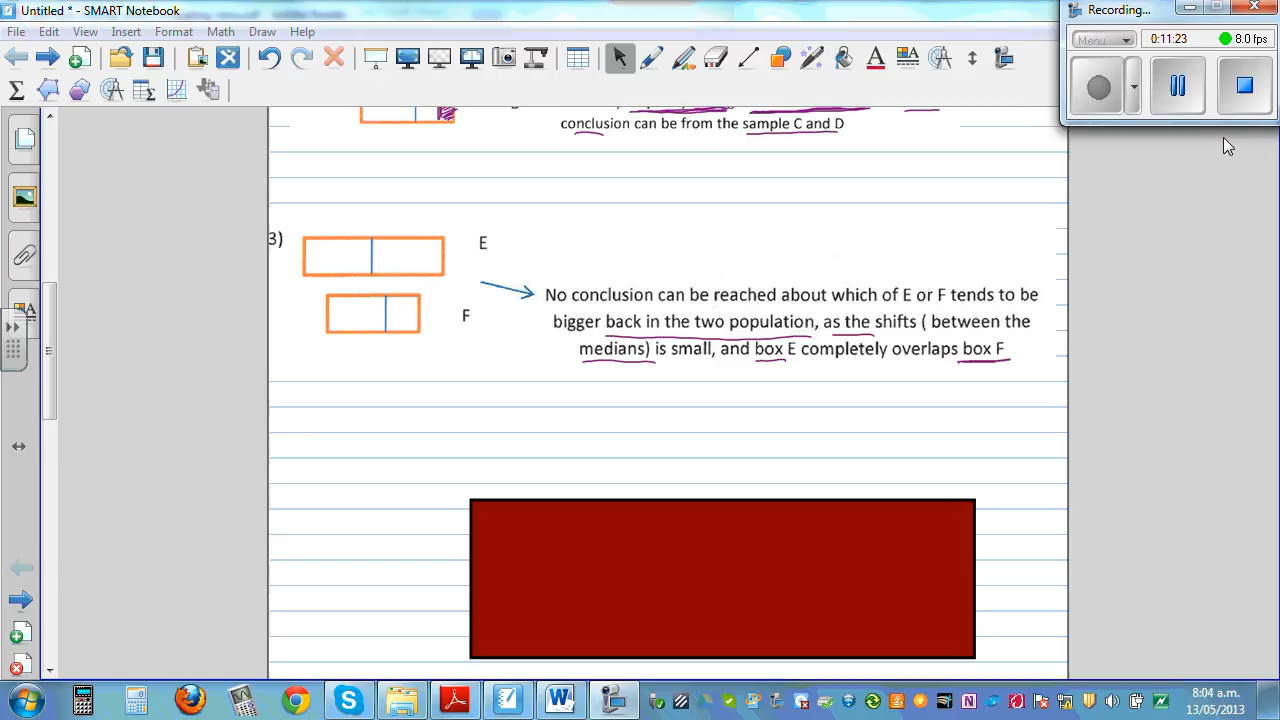 Untitled * - SMART Notebook
Recording...
File Edit View Insert Format Math Draw Help
Menu 0:11:23 8.0 fps
conclusion can be from the sample C and D
3)
E
F
No conclusion can be reached about which of E or F tends to be
bigger back in the two population, as the shifts ( between the
medians) is small, and box E completely overlaps box F
8:04 a.m.
13/05/2013